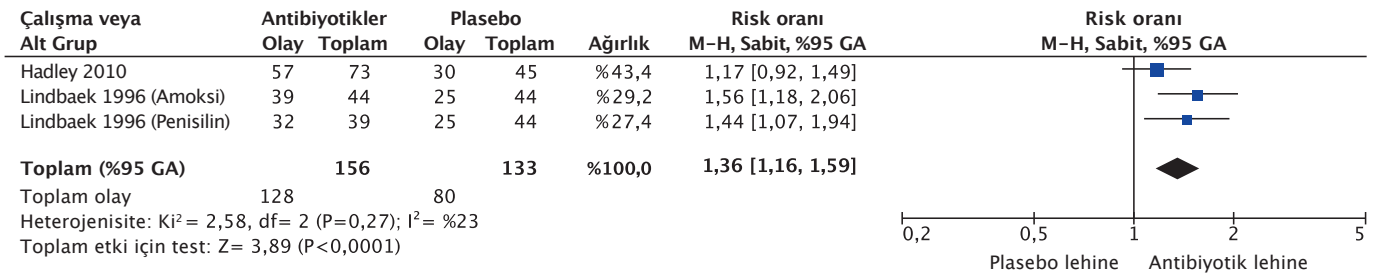 Çalışma veya Antibiyotikler Plasebo Risk oranı Risk oranı
Alt Grup Olay Toplam Olay Toplam Ağırlık M-H, Sabit, %95 GA M-H, Sabit, %95 GA
Hadley 2010 57 73 30 45 %43,4 1,17 [0,92, 1,49]
Lindbaek 1996 (Amoksi) 39 44 25 44 %29,2 1,56 [1,18, 2,06]
Lindbaek 1996 (Penisilin) 32 39 25 44 %27,4 1,44 [1,07, 1,94]
Toplam (%95 GA) 156 133 %100,0 1,36 [1,16, 1,59]
Toplam olay 128 80
Heterojenisite: Ki² = 2,58, df= 2 (P=0,27); I²= %23
Toplam etki için test: Z= 3,89 (P<0,0001)
0,2 0,5 1 2 5
Plasebo lehine Antibiyotik lehine